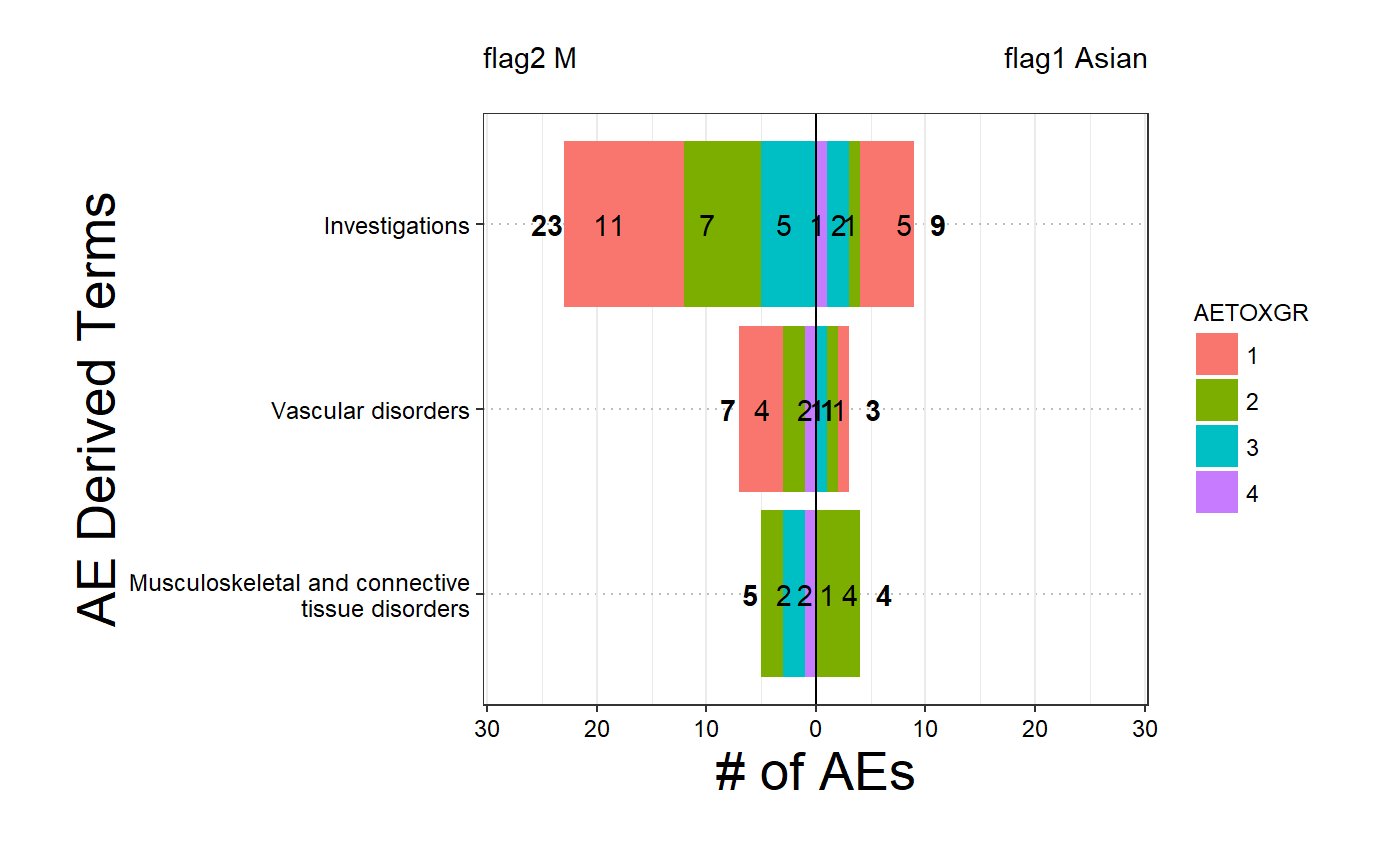 flag2 M
flag1 Asian
AE Derived Terms
Investigations
23 11 7 5 1 2 1 5 9
Vascular disorders
7 4 2 1 1 1 1 3
Musculoskeletal and connective
tissue disorders
5 2 2 1 4 4
30 20 10 0 10 20 30
# of AEs
AETOXGR
1
2
3
4